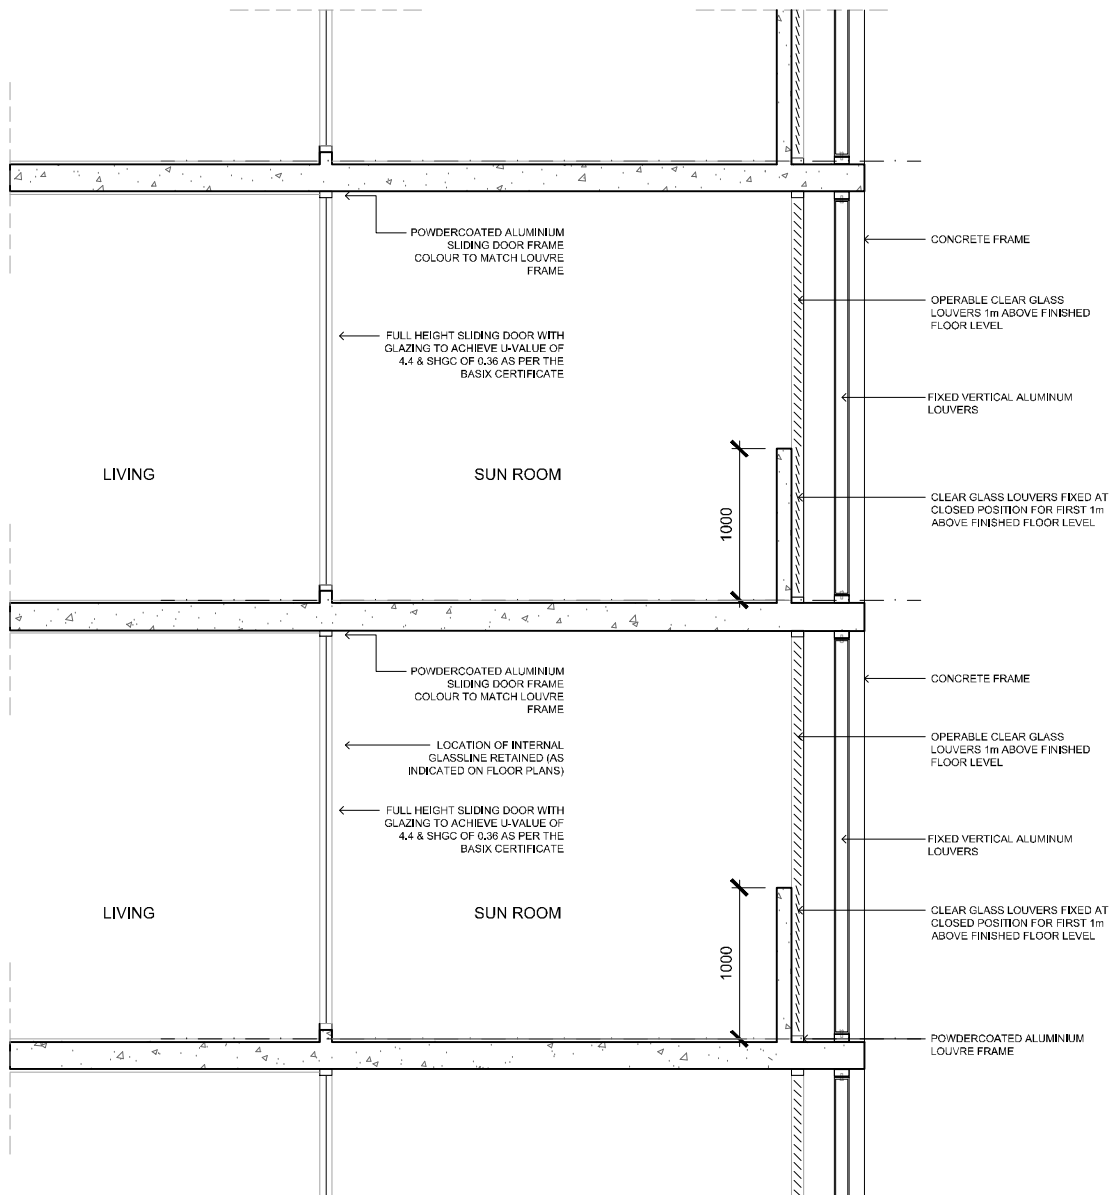 POWDERCOATED ALUMINIUM
SLIDING DOOR FRAME
COLOUR TO MATCH LOUVRE
FRAME
CONCRETE FRAME
OPERABLE CLEAR GLASS
LOUVERS 1m ABOVE FINISHED
FLOOR LEVEL
FULL HEIGHT SLIDING DOOR WITH
GLAZING TO ACHIEVE U-VALUE OF
4.4 & SHGC OF 0.36 AS PER THE
BASIX CERTIFICATE
FIXED VERTICAL ALUMINUM
LOUVERS
LIVING
SUN ROOM
1000
CLEAR GLASS LOUVERS FIXED AT
CLOSED POSITION FOR FIRST 1m
ABOVE FINISHED FLOOR LEVEL
POWDERCOATED ALUMINIUM
SLIDING DOOR FRAME
COLOUR TO MATCH LOUVRE
FRAME
CONCRETE FRAME
LOCATION OF INTERNAL
GLASSLINE RETAINED (AS
INDICATED ON FLOOR PLANS)
OPERABLE CLEAR GLASS
LOUVERS 1m ABOVE FINISHED
FLOOR LEVEL
FULL HEIGHT SLIDING DOOR WITH
GLAZING TO ACHIEVE U-VALUE OF
4.4 & SHGC OF 0.36 AS PER THE
BASIX CERTIFICATE
FIXED VERTICAL ALUMINUM
LOUVERS
LIVING
SUN ROOM
1000
CLEAR GLASS LOUVERS FIXED AT
CLOSED POSITION FOR FIRST 1m
ABOVE FINISHED FLOOR LEVEL
POWDERCOATED ALUMINIUM
LOUVRE FRAME